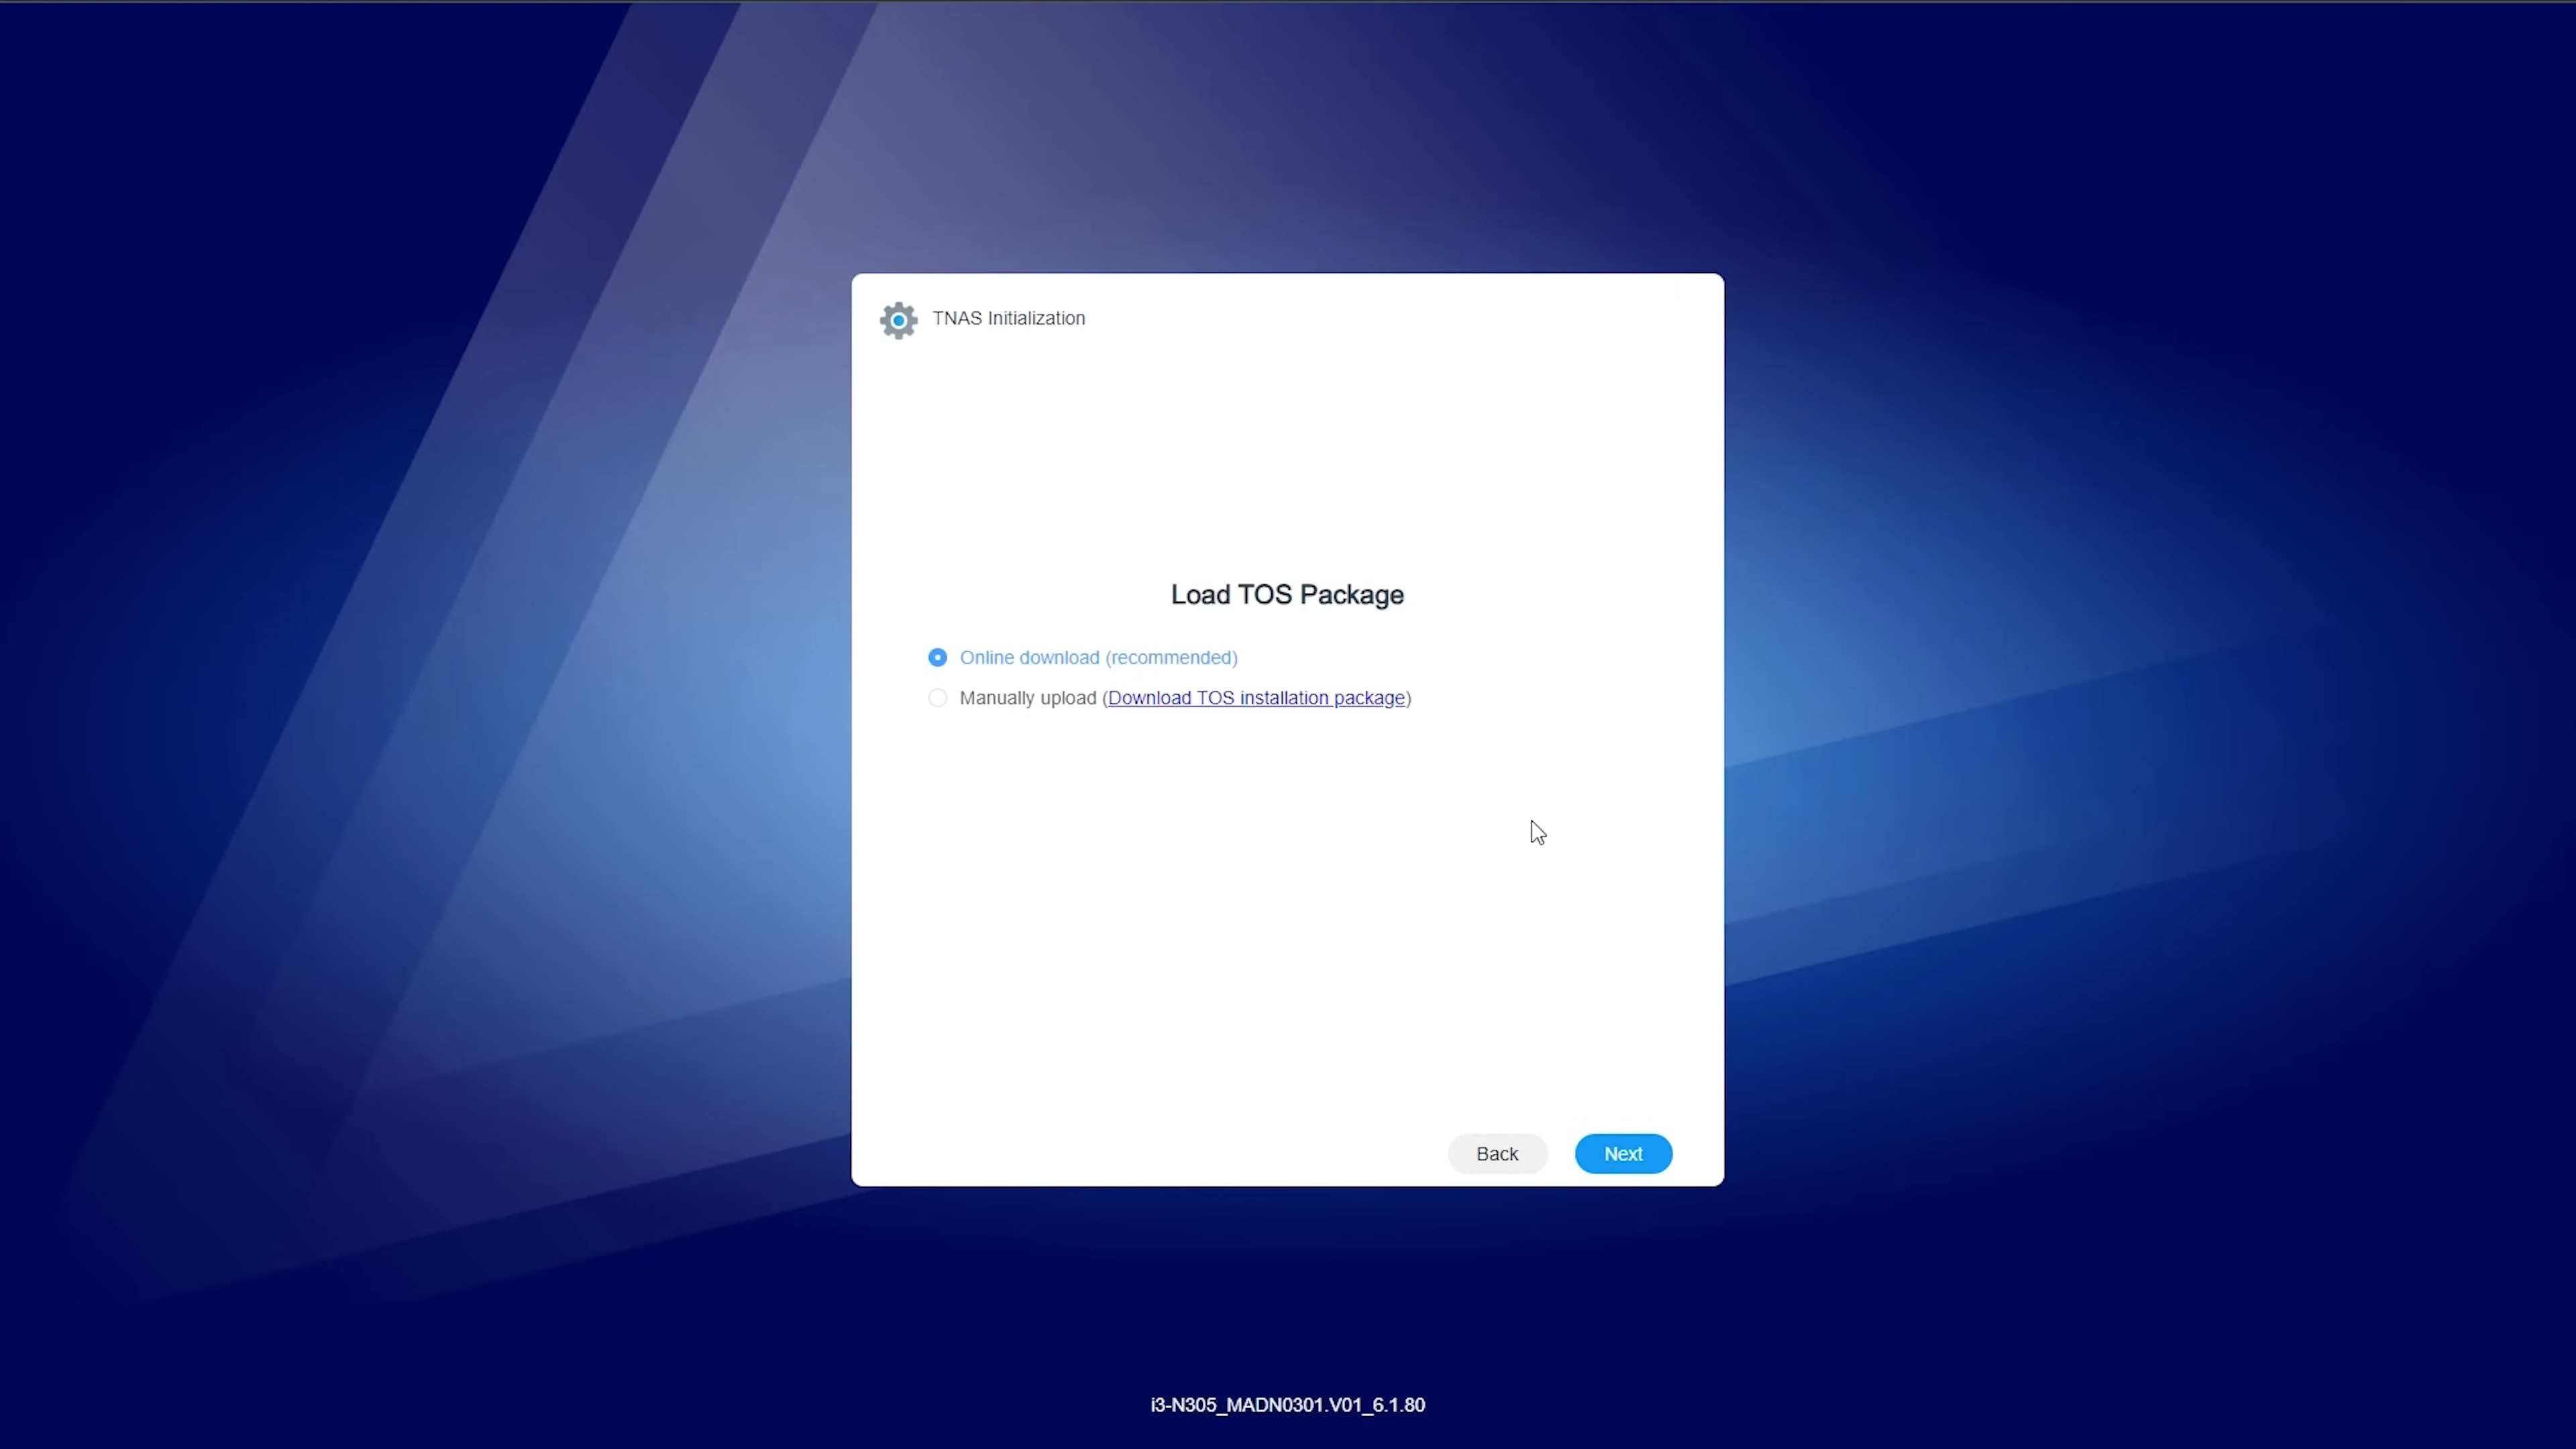 TNAS Initialization
Load TOS Package
Online download (recommended)
Manually upload (Download TOS installation package)
Back
Next
i3-N305_MADN0301.V01_6.1.80